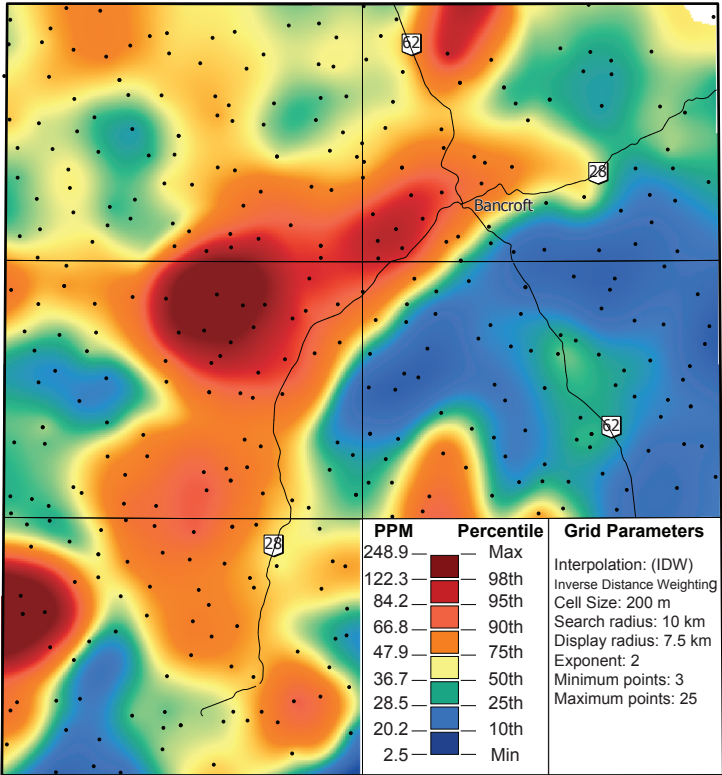 62
28
Bancroft
62
28
PPM Percentile Grid Parameters
248.9 Max
122.3 98th
84.2 95th
66.8 90th
47.9 75th
36.7 50th
28.5 25th
20.2 10th
2.5 Min
Interpolation: (IDW)
Inverse Distance Weighting
Cell Size: 200 m
Search radius: 10 km
Display radius: 7.5 km
Exponent: 2
Minimum points: 3
Maximum points: 25